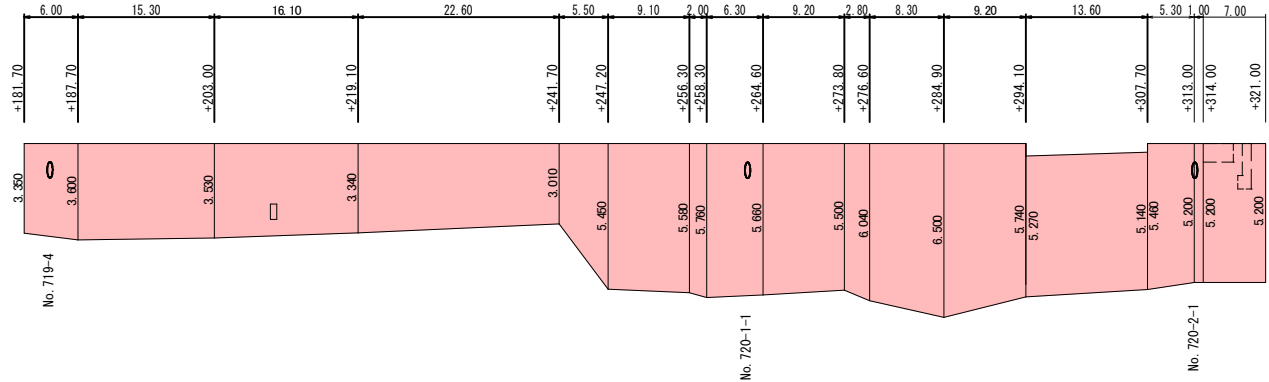 6.00 15.30 16.10 22.60 5.50 9.10 2.00 6.30 9.20 2.80 8.30 9.20 13.60 5.30 1.00 7.00
+181.70 +187.70 +203.00 +219.10 +241.70 +247.20 +256.30 +258.30 +264.60 +273.80 +276.60 +284.90 +294.10 +307.70 +313.00 +314.00 +321.00
3.350 3.600 3.530 3.340 3.010 5.450 5.580 5.760 5.660 5.500 6.040 6.500 5.740 5.270 5.140 5.460 5.200 5.200 5.200
No. 719-4
No. 720-1-1
No. 720-2-1